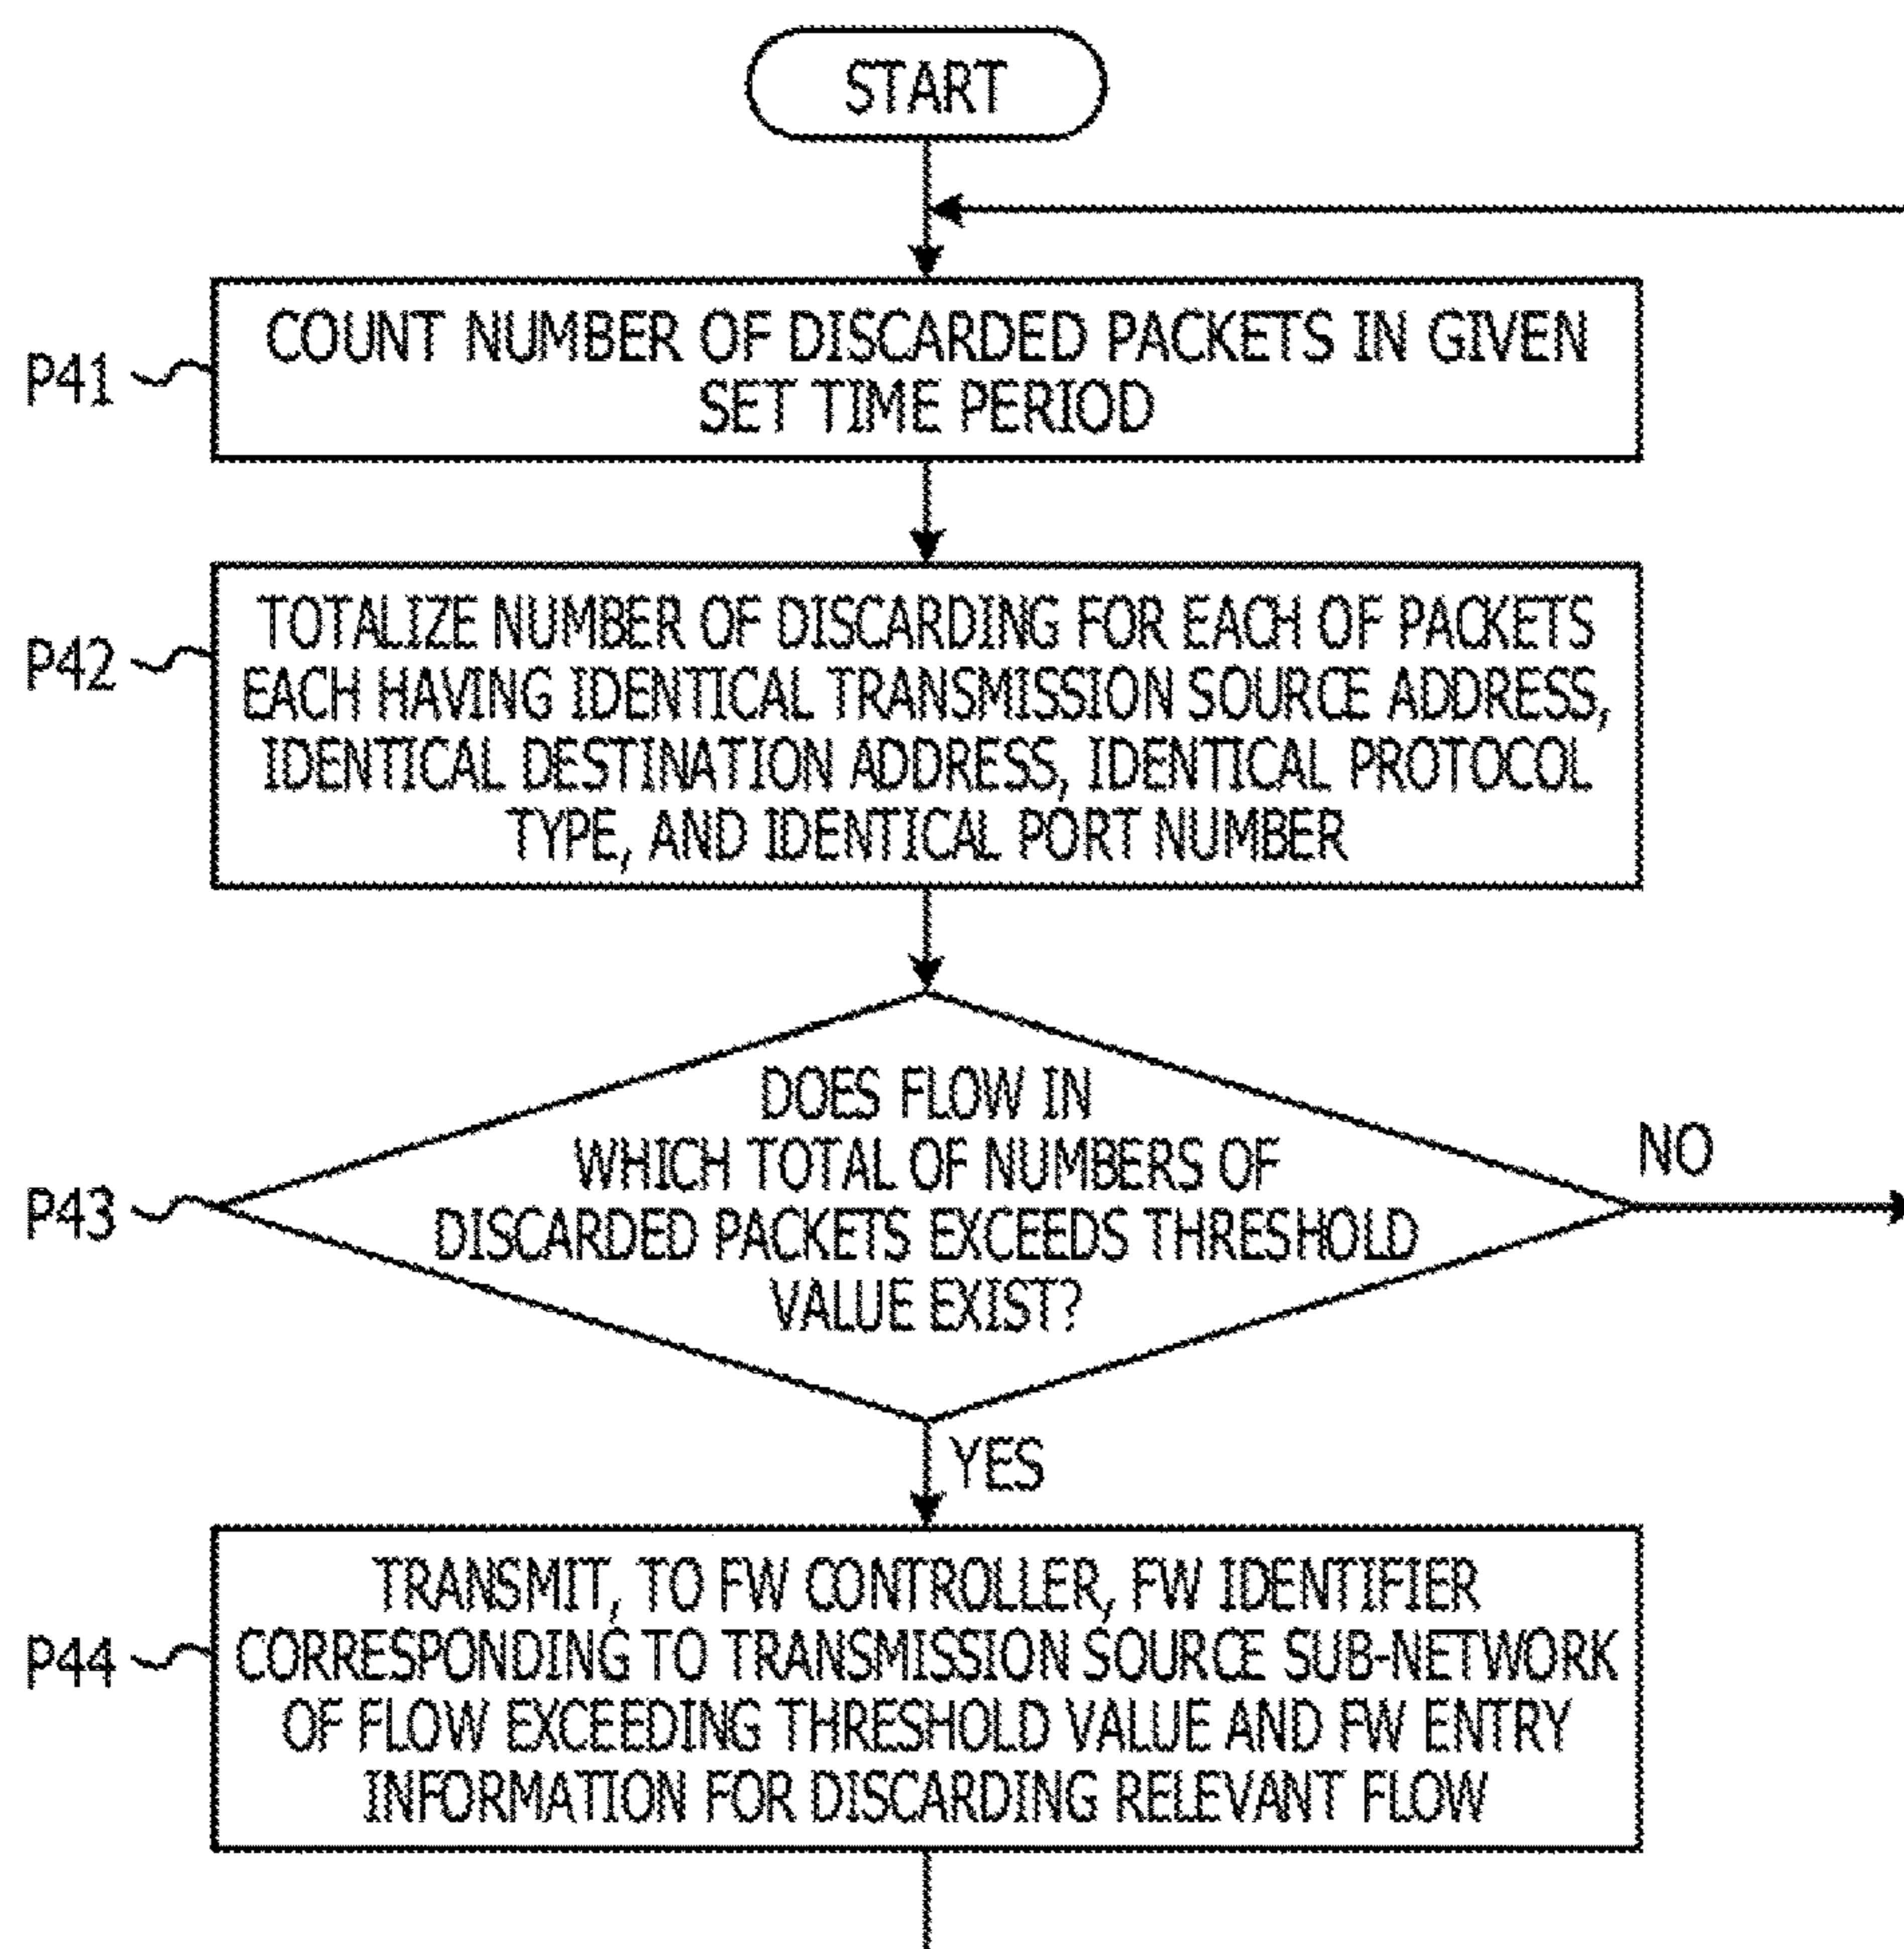 START
P41
COUNT NUMBER OF DISCARDED PACKETS IN GIVEN
SET TIME PERIOD
P42
TOTALIZE NUMBER OF DISCARDING FOR EACH OF PACKETS
EACH HAVING IDENTICAL TRANSMISSION SOURCE ADDRESS,
IDENTICAL DESTINATION ADDRESS, IDENTICAL PROTOCOL
TYPE, AND IDENTICAL PORT NUMBER
P43
DOES FLOW IN
WHICH TOTAL OF NUMBERS OF
DISCARDED PACKETS EXCEEDS THRESHOLD
VALUE EXIST?
NO
YES
P44
TRANSMIT, TO FW CONTROLLER, FW IDENTIFIER
CORRESPONDING TO TRANSMISSION SOURCE SUB-NETWORK
OF FLOW EXCEEDING THRESHOLD VALUE AND FW ENTRY
INFORMATION FOR DISCARDING RELEVANT FLOW